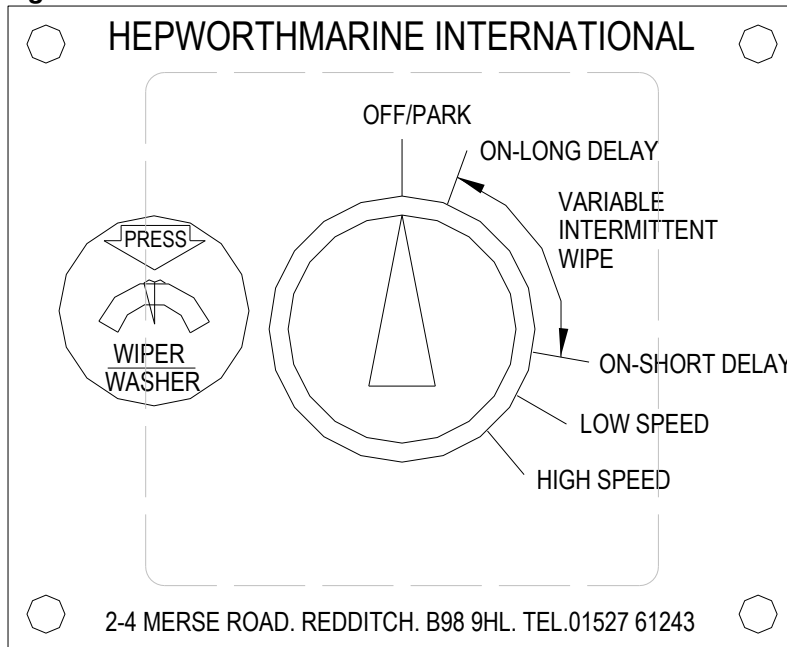 HEPWORTHMARINE INTERNATIONAL
OFF/PARK
ON-LONG DELAY
VARIABLE
INTERMITTENT
WIPE
PRESS
WIPER
WASHER
ON-SHORT DELAY
LOW SPEED
HIGH SPEED
2-4 MERSE ROAD. REDDITCH. B98 9HL. TEL.01527 61243